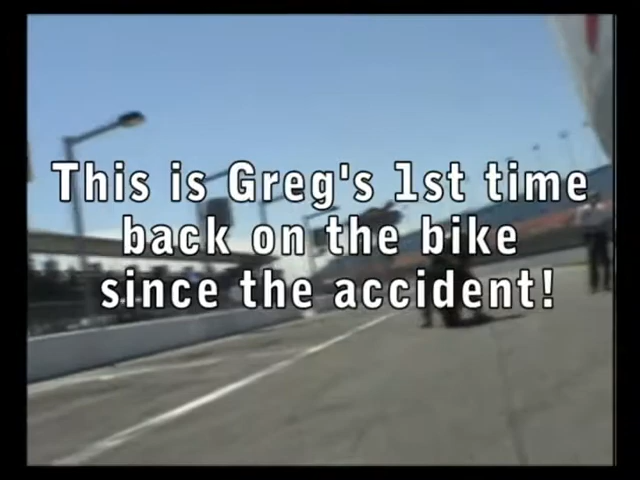 This is Greg's 1st time
back on the bike
since the accident!